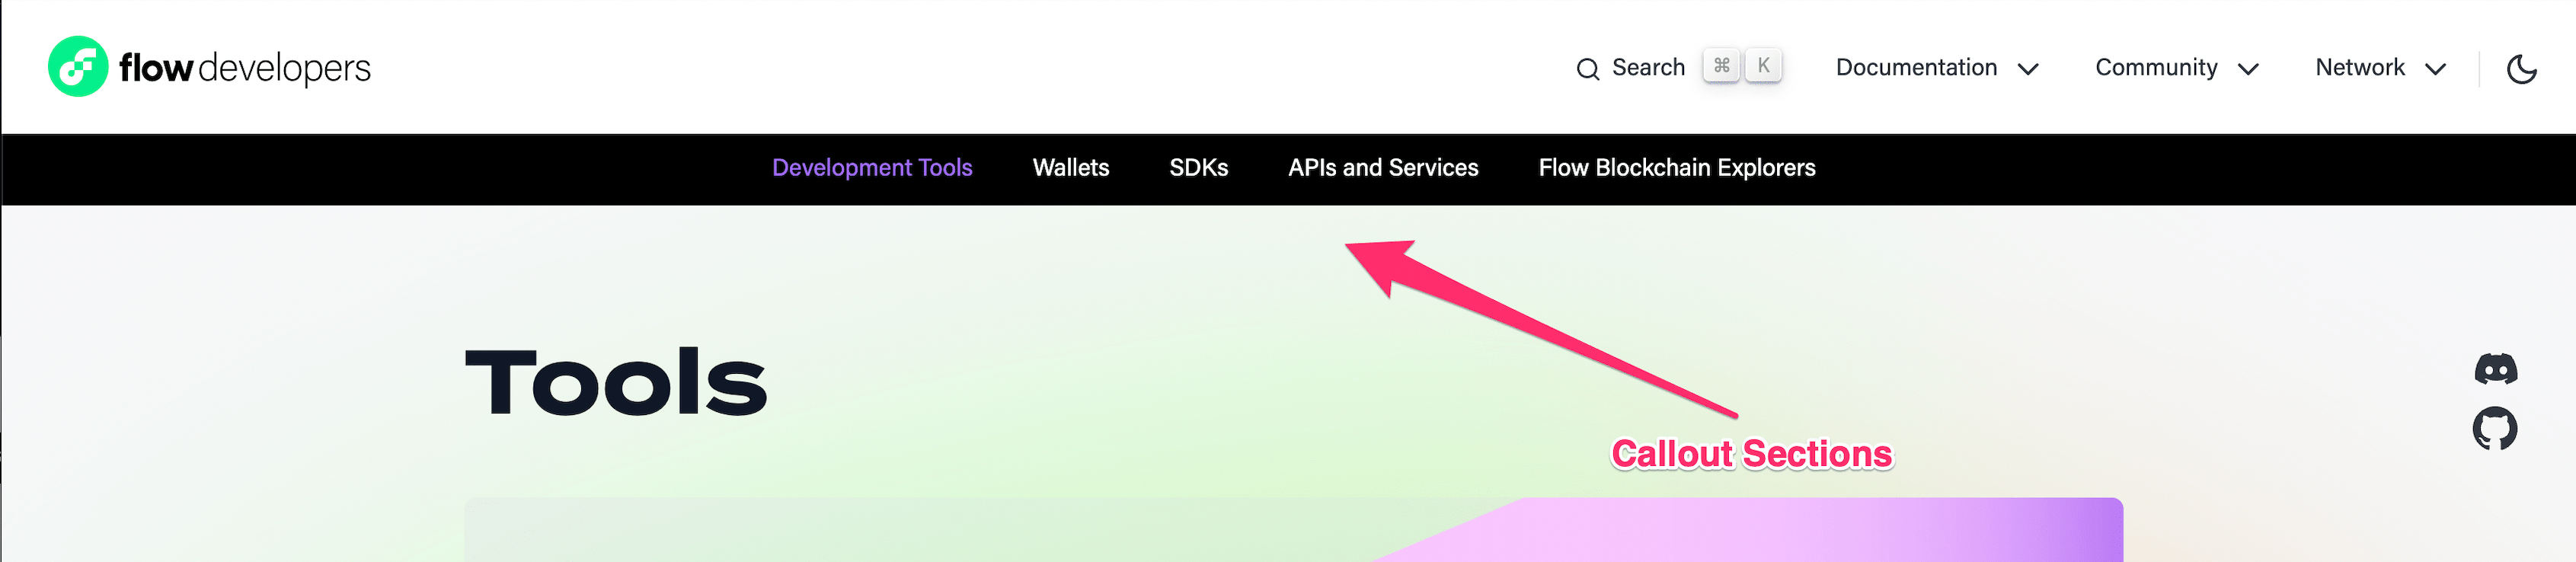 flow developers
Search ⌘ K Documentation Community Network
Development Tools Wallets SDKs APIs and Services Flow Blockchain Explorers
Tools
Callout Sections